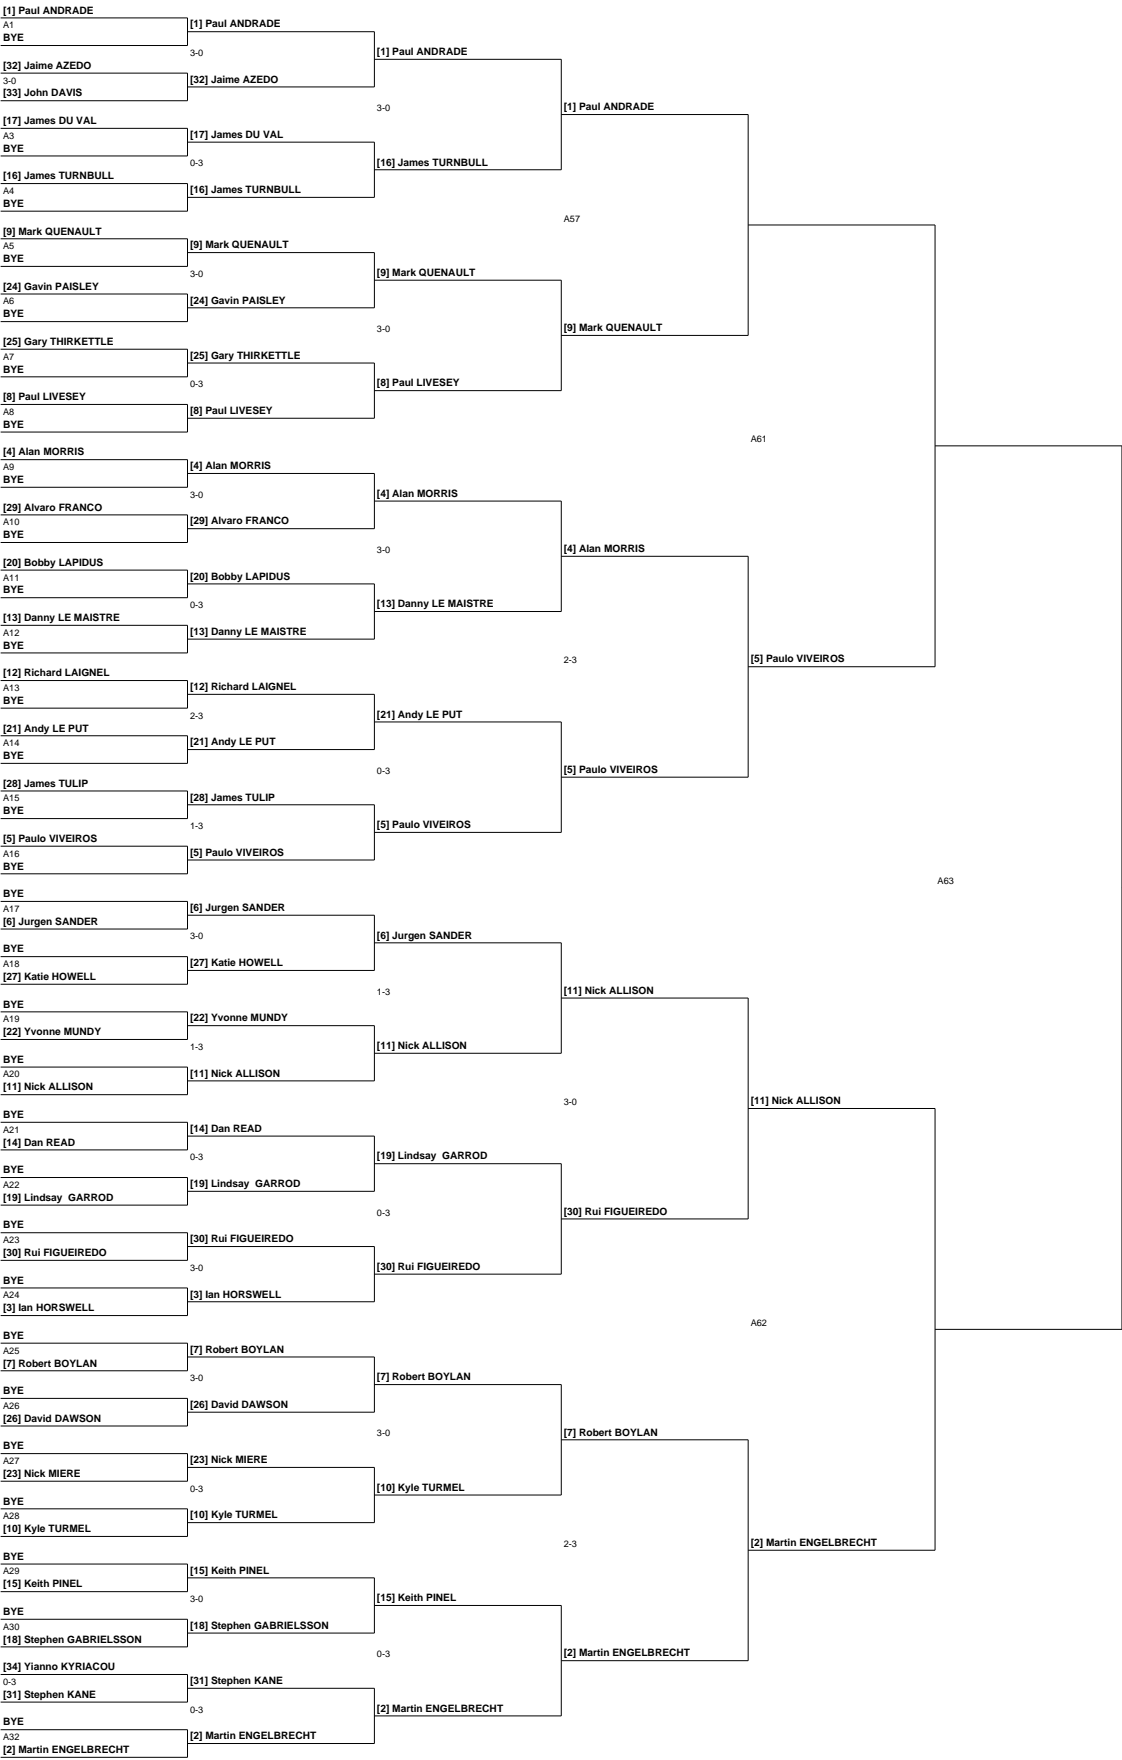 [1] Paul ANDRADE
A1
BYE
[1] Paul ANDRADE
3-0
[32] Jaime AZEDO
3-0
[33] John DAVIS
[32] Jaime AZEDO
[1] Paul ANDRADE
3-0
[17] James DU VAL
A3
BYE
[17] James DU VAL
0-3
[16] James TURNBULL
A4
BYE
[16] James TURNBULL
[16] James TURNBULL
[1] Paul ANDRADE
A57
[9] Mark QUENAULT
A5
BYE
[9] Mark QUENAULT
3-0
[24] Gavin PAISLEY
A6
BYE
[24] Gavin PAISLEY
[9] Mark QUENAULT
3-0
[25] Gary THIRKETTLE
A7
BYE
[25] Gary THIRKETTLE
0-3
[8] Paul LIVESEY
A8
BYE
[8] Paul LIVESEY
[8] Paul LIVESEY
[9] Mark QUENAULT
A61
[4] Alan MORRIS
A9
BYE
[4] Alan MORRIS
3-0
[29] Alvaro FRANCO
A10
BYE
[29] Alvaro FRANCO
[4] Alan MORRIS
3-0
[20] Bobby LAPIDUS
A11
BYE
[20] Bobby LAPIDUS
0-3
[13] Danny LE MAISTRE
A12
BYE
[13] Danny LE MAISTRE
[13] Danny LE MAISTRE
[4] Alan MORRIS
2-3
[5] Paulo VIVEIROS
[12] Richard LAIGNEL
A13
BYE
[12] Richard LAIGNEL
2-3
[21] Andy LE PUT
A14
BYE
[21] Andy LE PUT
[21] Andy LE PUT
0-3
[28] James TULIP
A15
BYE
[28] James TULIP
1-3
[5] Paulo VIVEIROS
A16
BYE
[5] Paulo VIVEIROS
[5] Paulo VIVEIROS
[5] Paulo VIVEIROS
A63
BYE
A17
[6] Jurgen SANDER
[6] Jurgen SANDER
3-0
BYE
A18
[27] Katie HOWELL
[27] Katie HOWELL
[6] Jurgen SANDER
1-3
BYE
A19
[22] Yvonne MUNDY
[22] Yvonne MUNDY
1-3
BYE
A20
[11] Nick ALLISON
[11] Nick ALLISON
[11] Nick ALLISON
[11] Nick ALLISON
3-0
[11] Nick ALLISON
BYE
A21
[14] Dan READ
[14] Dan READ
0-3
BYE
A22
[19] Lindsay  GARROD
[19] Lindsay  GARROD
[19] Lindsay  GARROD
0-3
BYE
A23
[30] Rui FIGUEIREDO
[30] Rui FIGUEIREDO
3-0
BYE
A24
[3] Ian HORSWELL
[3] Ian HORSWELL
[30] Rui FIGUEIREDO
[30] Rui FIGUEIREDO
A62
BYE
A25
[7] Robert BOYLAN
[7] Robert BOYLAN
3-0
BYE
A26
[26] David DAWSON
[26] David DAWSON
[7] Robert BOYLAN
3-0
BYE
A27
[23] Nick MIERE
[23] Nick MIERE
0-3
BYE
A28
[10] Kyle TURMEL
[10] Kyle TURMEL
[10] Kyle TURMEL
[7] Robert BOYLAN
2-3
[2] Martin ENGELBRECHT
BYE
A29
[15] Keith PINEL
[15] Keith PINEL
3-0
BYE
A30
[18] Stephen GABRIELSSON
[18] Stephen GABRIELSSON
[15] Keith PINEL
0-3
[34] Yianno KYRIACOU
0-3
[31] Stephen KANE
[31] Stephen KANE
0-3
BYE
A32
[2] Martin ENGELBRECHT
[2] Martin ENGELBRECHT
[2] Martin ENGELBRECHT
[2] Martin ENGELBRECHT